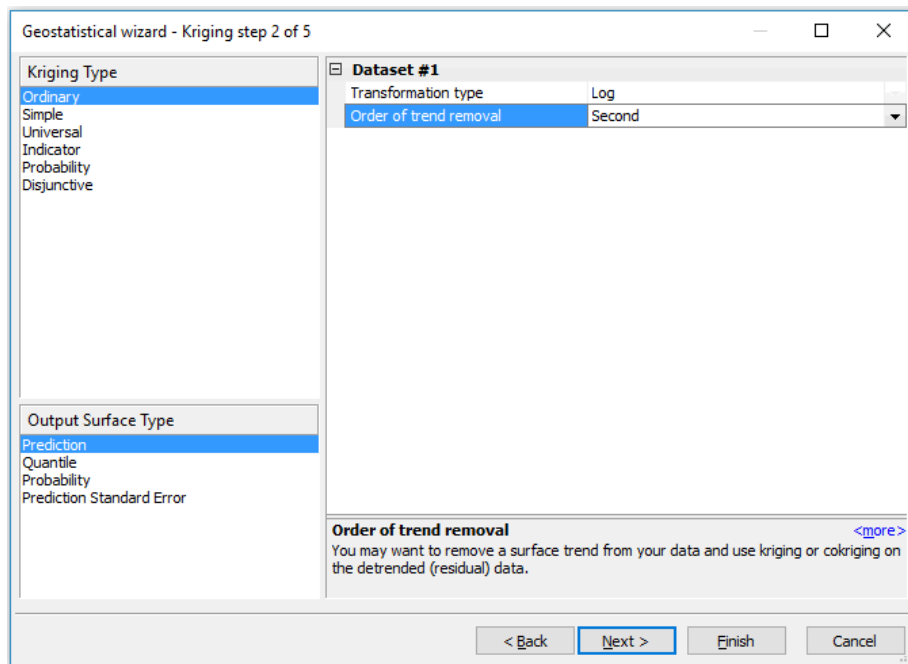 Geostatistical wizard - Kriging step 2 of 5
Kriging Type
Ordinary
Simple
Universal
Indicator
Probability
Disjunctive
Output Surface Type
Prediction
Quantile
Probability
Prediction Standard Error
Dataset #1
Transformation type Log
Order of trend removal Second
Order of trend removal <more>
You may want to remove a surface trend from your data and use kriging or cokriging on
the detrended (residual) data.
< Back Next > Finish Cancel